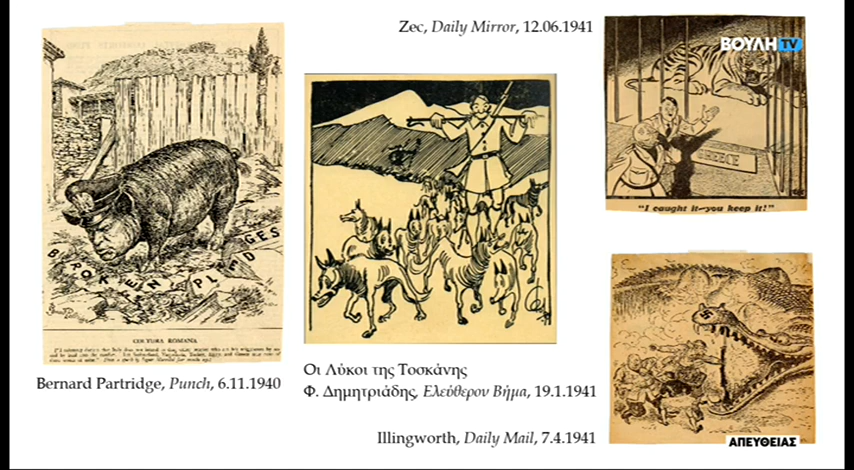 Zec, Daily Mirror, 12.06.1941
ΒΟΥΛΗ TV
GREECE
"I caught it—you keep it!"
BROKEN PLEDGES
CULTURA ROMANA
Bernard Partridge, Punch, 6.11.1940
Οι Λύκοι της Τοσκάνης
Φ. Δημητριάδης, Ελεύθερον Βήμα, 19.1.1941
Illingworth, Daily Mail, 7.4.1941
ΑΠΕΥΘΕΙΑΣ